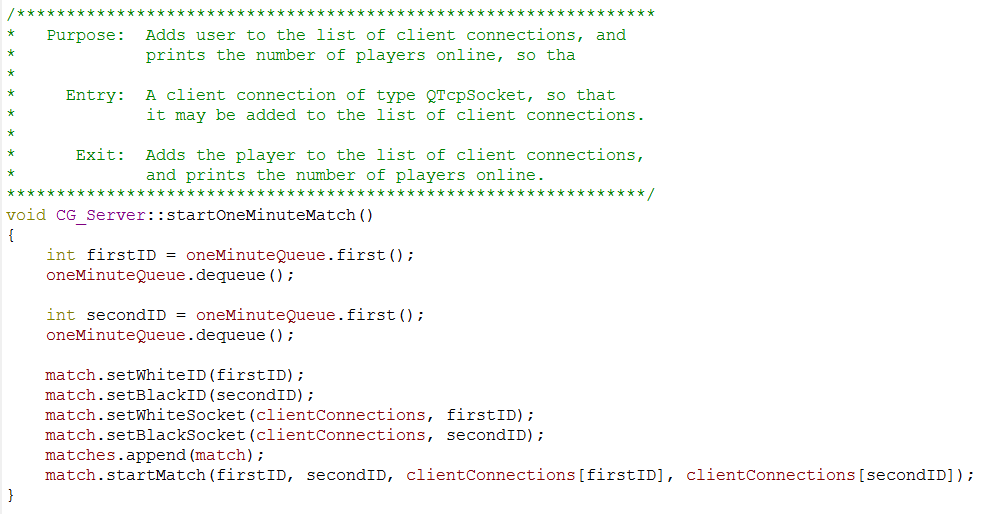 /****************************************************************
*   Purpose:  Adds user to the list of client connections, and
*             prints the number of players online, so tha
*
*     Entry:  A client connection of type QTcpSocket, so that
*             it may be added to the list of client connections.
*
*      Exit:  Adds the player to the list of client connections,
*             and prints the number of players online.
****************************************************************/
void CG_Server::startOneMinuteMatch()
{
    int firstID = oneMinuteQueue.first();
    oneMinuteQueue.dequeue();

    int secondID = oneMinuteQueue.first();
    oneMinuteQueue.dequeue();

    match.setWhiteID(firstID);
    match.setBlackID(secondID);
    match.setWhiteSocket(clientConnections, firstID);
    match.setBlackSocket(clientConnections, secondID);
    matches.append(match);
    match.startMatch(firstID, secondID, clientConnections[firstID], clientConnections[secondID]);
}